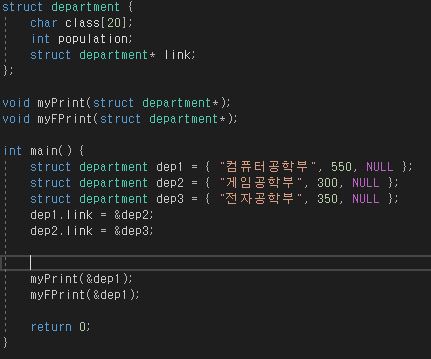 struct department {
char class[20];
int population;
struct department* link;
};
void myPrint(struct department*);
void myFPrint(struct department*);
int main() {
struct department dep1 = { "컴퓨터공학부", 550, NULL };
struct department dep2 = { "게임공학부", 300, NULL };
struct department dep3 = { "전자공학부", 350, NULL };
dep1.link = &dep2;
dep2.link = &dep3;
myPrint(&dep1);
myFPrint(&dep1);
return 0;
}